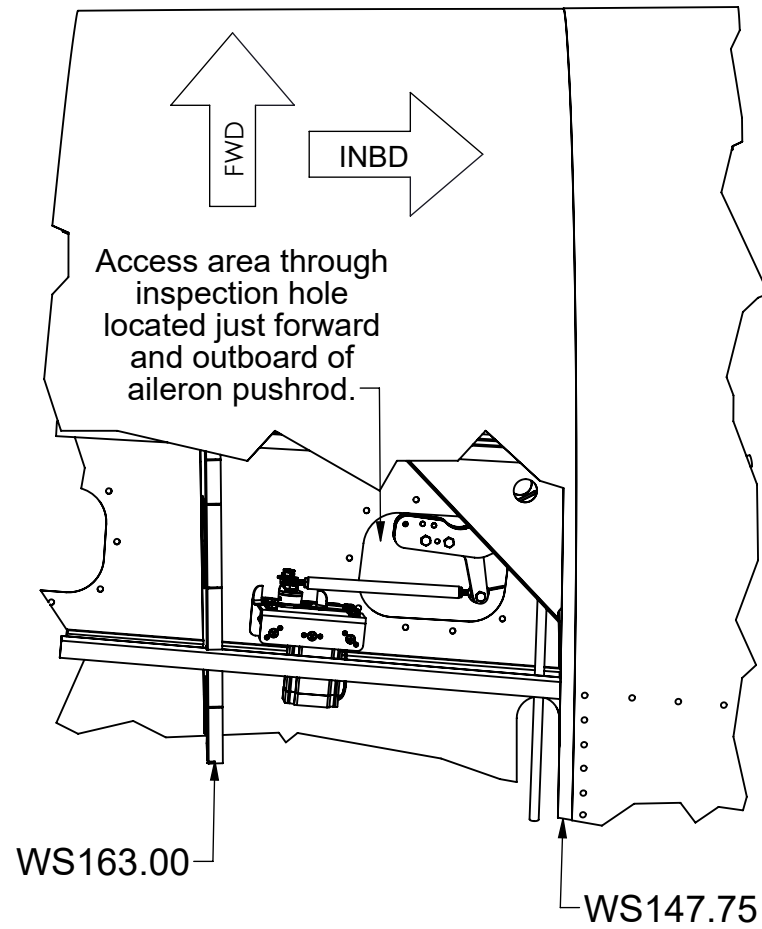 FWD
INBD
Access area through
inspection hole
located just forward
and outboard of
aileron pushrod.
WS163.00
WS147.75